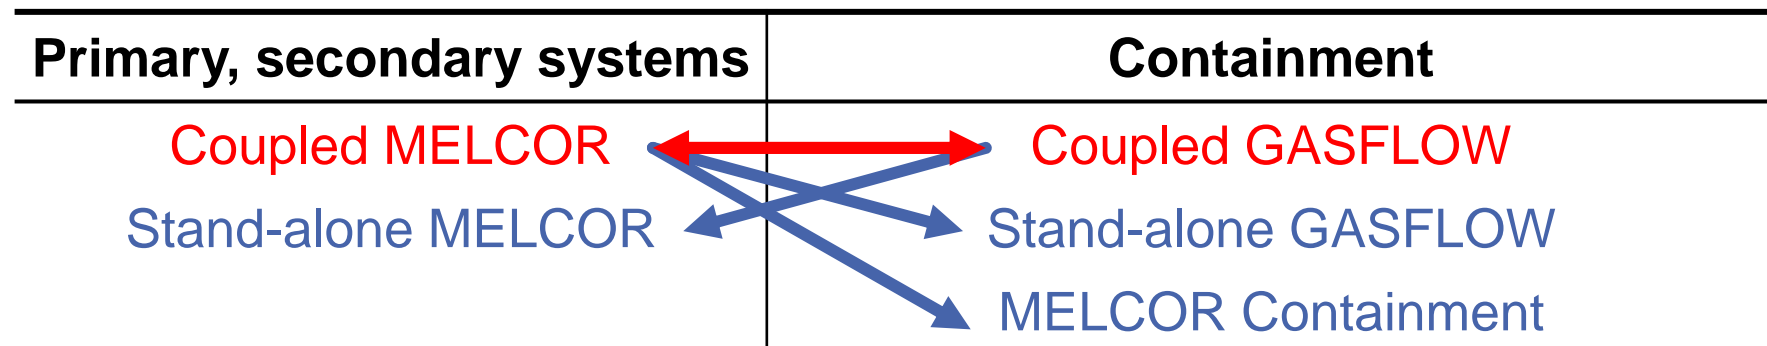 Primary, secondary systems Containment
Coupled MELCOR Coupled GASFLOW
Stand-alone MELCOR Stand-alone GASFLOW
MELCOR Containment